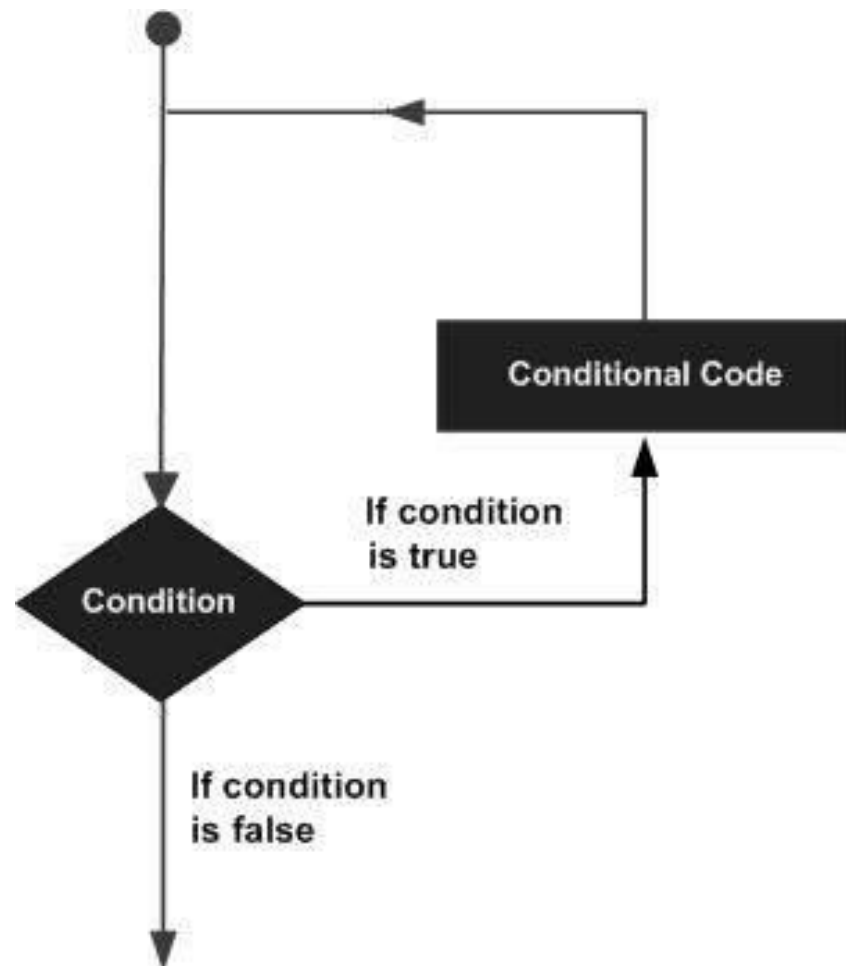 Conditional Code
If condition
is true
Condition
If condition
is false